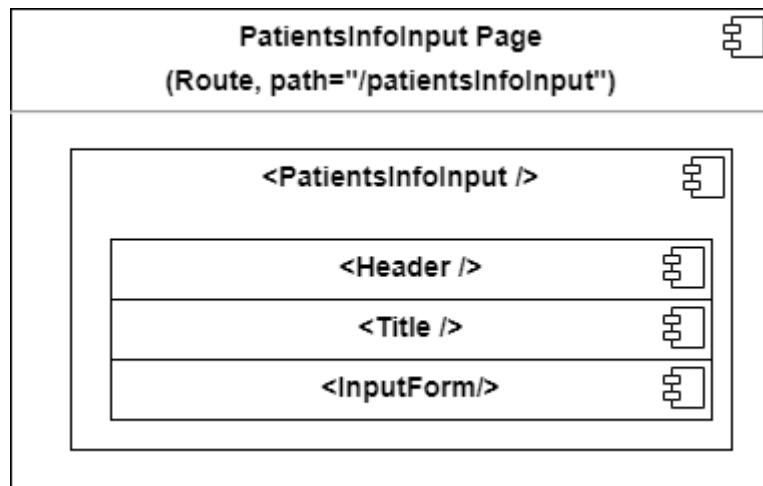 PatientsInfoInput Page
(Route, path="/patientsInfoInput")
<PatientsInfoInput />
<Header />
<Title />
<InputForm/>